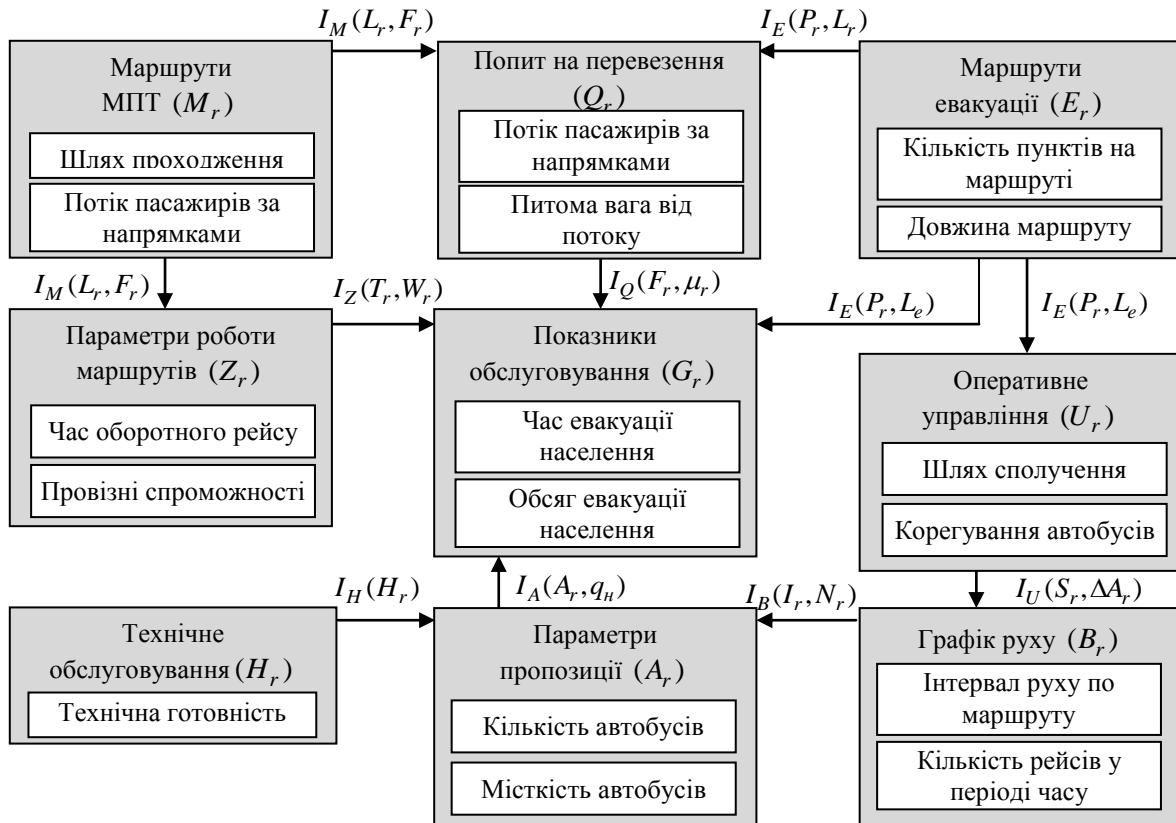 I_M(L_r, F_r)
I_E(P_r, L_r)
Маршрути
МПТ (M_r)
Шлях проходження
Потік пасажирів за
напрямками
Попит на перевезення
(Q_r)
Потік пасажирів за
напрямками
Питома вага від
потоку
Маршрути
евакуації (E_r)
Кількість пунктів на
маршруті
Довжина маршруту
I_M(L_r, F_r)
I_Z(T_r, W_r)
I_Q(F_r, μ_r)
I_E(P_r, L_e)
I_E(P_r, L_e)
Параметри роботи
маршрутів (Z_r)
Час оборотного рейсу
Провізні спроможності
Показники
обслуговування (G_r)
Час евакуації
населення
Обсяг евакуації
населення
Оперативне
управління (U_r)
Шлях сполучення
Корегування автобусів
I_H(H_r)
I_A(A_r, q_н)
I_B(I_r, N_r)
I_U(S_r, ΔA_r)
Технічне
обслуговування (H_r)
Технічна готовність
Параметри
пропозиції (A_r)
Кількість автобусів
Місткість автобусів
Графік руху (B_r)
Інтервал руху по
маршруту
Кількість рейсів у
періоді часу